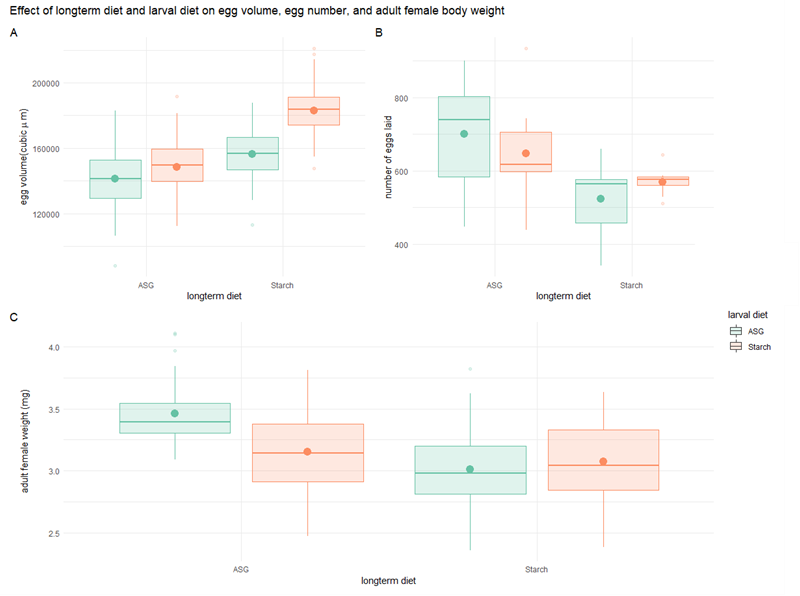 Effect of longterm diet and larval diet on egg volume, egg number, and adult female body weight
A
egg volume(cubic μ m)
200000
160000
120000
ASG
Starch
longterm diet
B
number of eggs laid
800
600
400
ASG
Starch
longterm diet
C
adult female weight (mg)
4.0
3.5
3.0
2.5
ASG
Starch
longterm diet
larval diet
ASG
Starch